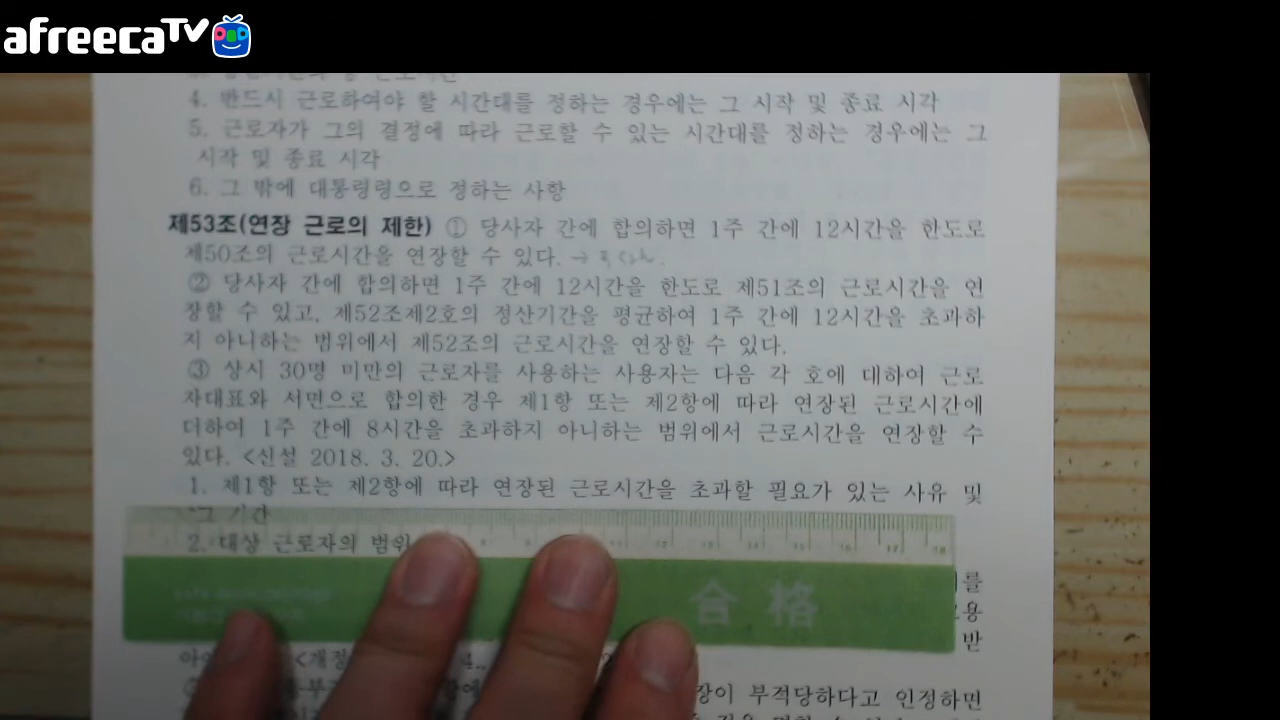 afreecaTV
4. 반드시 근로하여야 할 시간대를 정하는 경우에는 그 시작 및 종료 시각
5. 근로자가 그의 결정에 따라 근로할 수 있는 시간대를 정하는 경우에는 그
시작 및 종료 시각
6. 그 밖에 대통령령으로 정하는 사항
제53조(연장 근로의 제한) ① 당사자 간에 합의하면 1주 간에 12시간을 한도로
제50조의 근로시간을 연장할 수 있다. →
② 당사자 간에 합의하면 1주 간에 12시간을 한도로 제51조의 근로시간을 연
장할 수 있고, 제52조제2호의 정산기간을 평균하여 1주 간에 12시간을 초과하
지 아니하는 범위에서 제52조의 근로시간을 연장할 수 있다.
③ 상시 30명 미만의 근로자를 사용하는 사용자는 다음 각 호에 대하여 근로
자대표와 서면으로 합의한 경우 제1항 또는 제2항에 따라 연장된 근로시간에
더하여 1주 간에 8시간을 초과하지 아니하는 범위에서 근로시간을 연장할 수
있다. <신설 2018. 3. 20.>
1. 제1항 또는 제2항에 따라 연장된 근로시간을 초과할 필요가 있는 사유 및
그 기간
2. 대상 근로자의 범위
合格
를
용
받
<개정 4.
장이 부적당하다고 인정하면